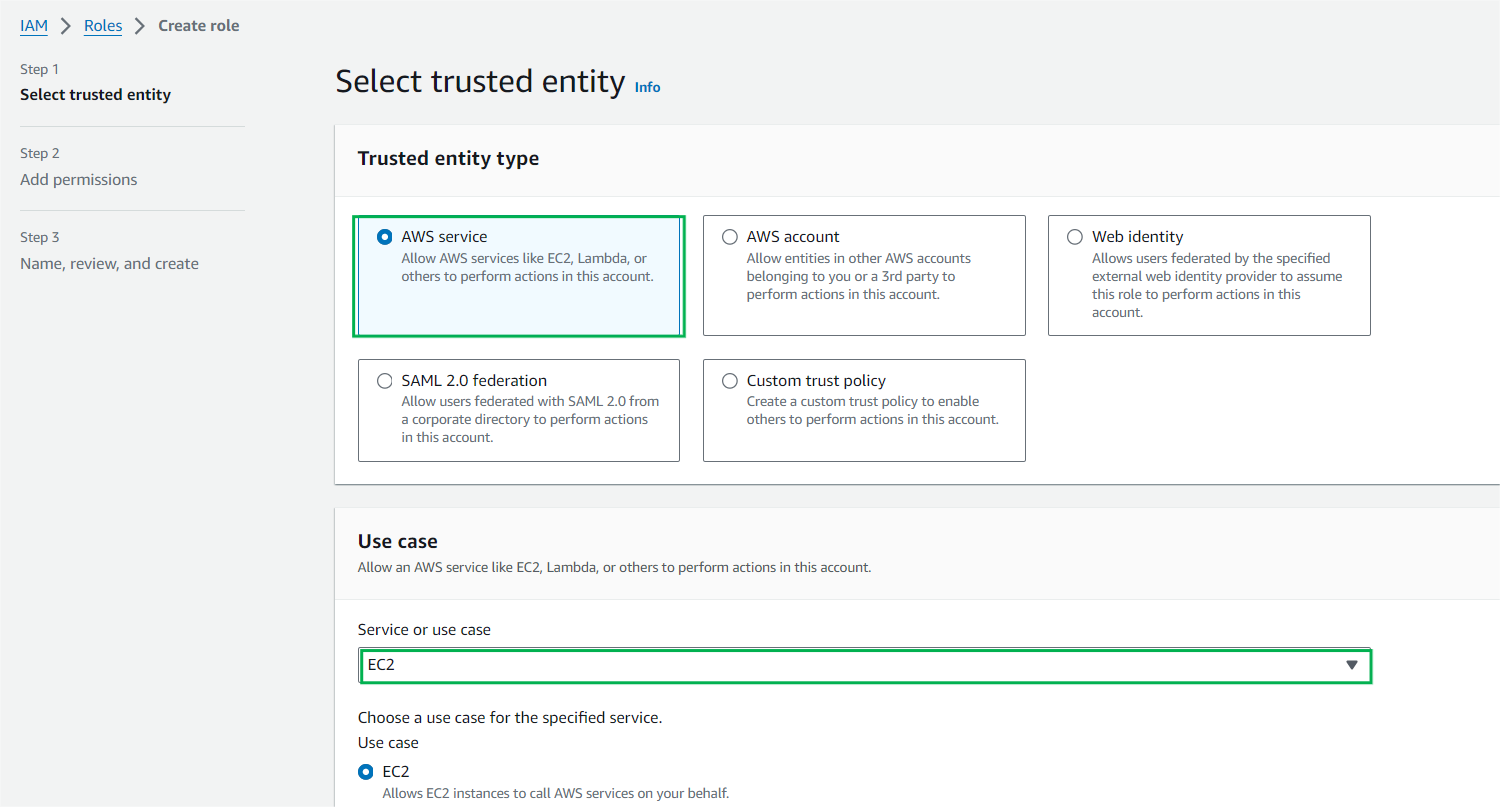 IAM > Roles > Create role
Step 1
Select trusted entity
Step 2
Add permissions
Step 3
Name, review, and create
Select trusted entity Info
Trusted entity type
AWS service
Allow AWS services like EC2, Lambda, or
others to perform actions in this account.
AWS account
Allow entities in other AWS accounts
belonging to you or a 3rd party to
perform actions in this account.
Web identity
Allows users federated by the specified
external web identity provider to assume
this role to perform actions in this
account.
SAML 2.0 federation
Allow users federated with SAML 2.0 from
a corporate directory to perform actions
in this account.
Custom trust policy
Create a custom trust policy to enable
others to perform actions in this account.
Use case
Allow an AWS service like EC2, Lambda, or others to perform actions in this account.
Service or use case
EC2
Choose a use case for the specified service.
Use case
EC2
Allows EC2 instances to call AWS services on your behalf.